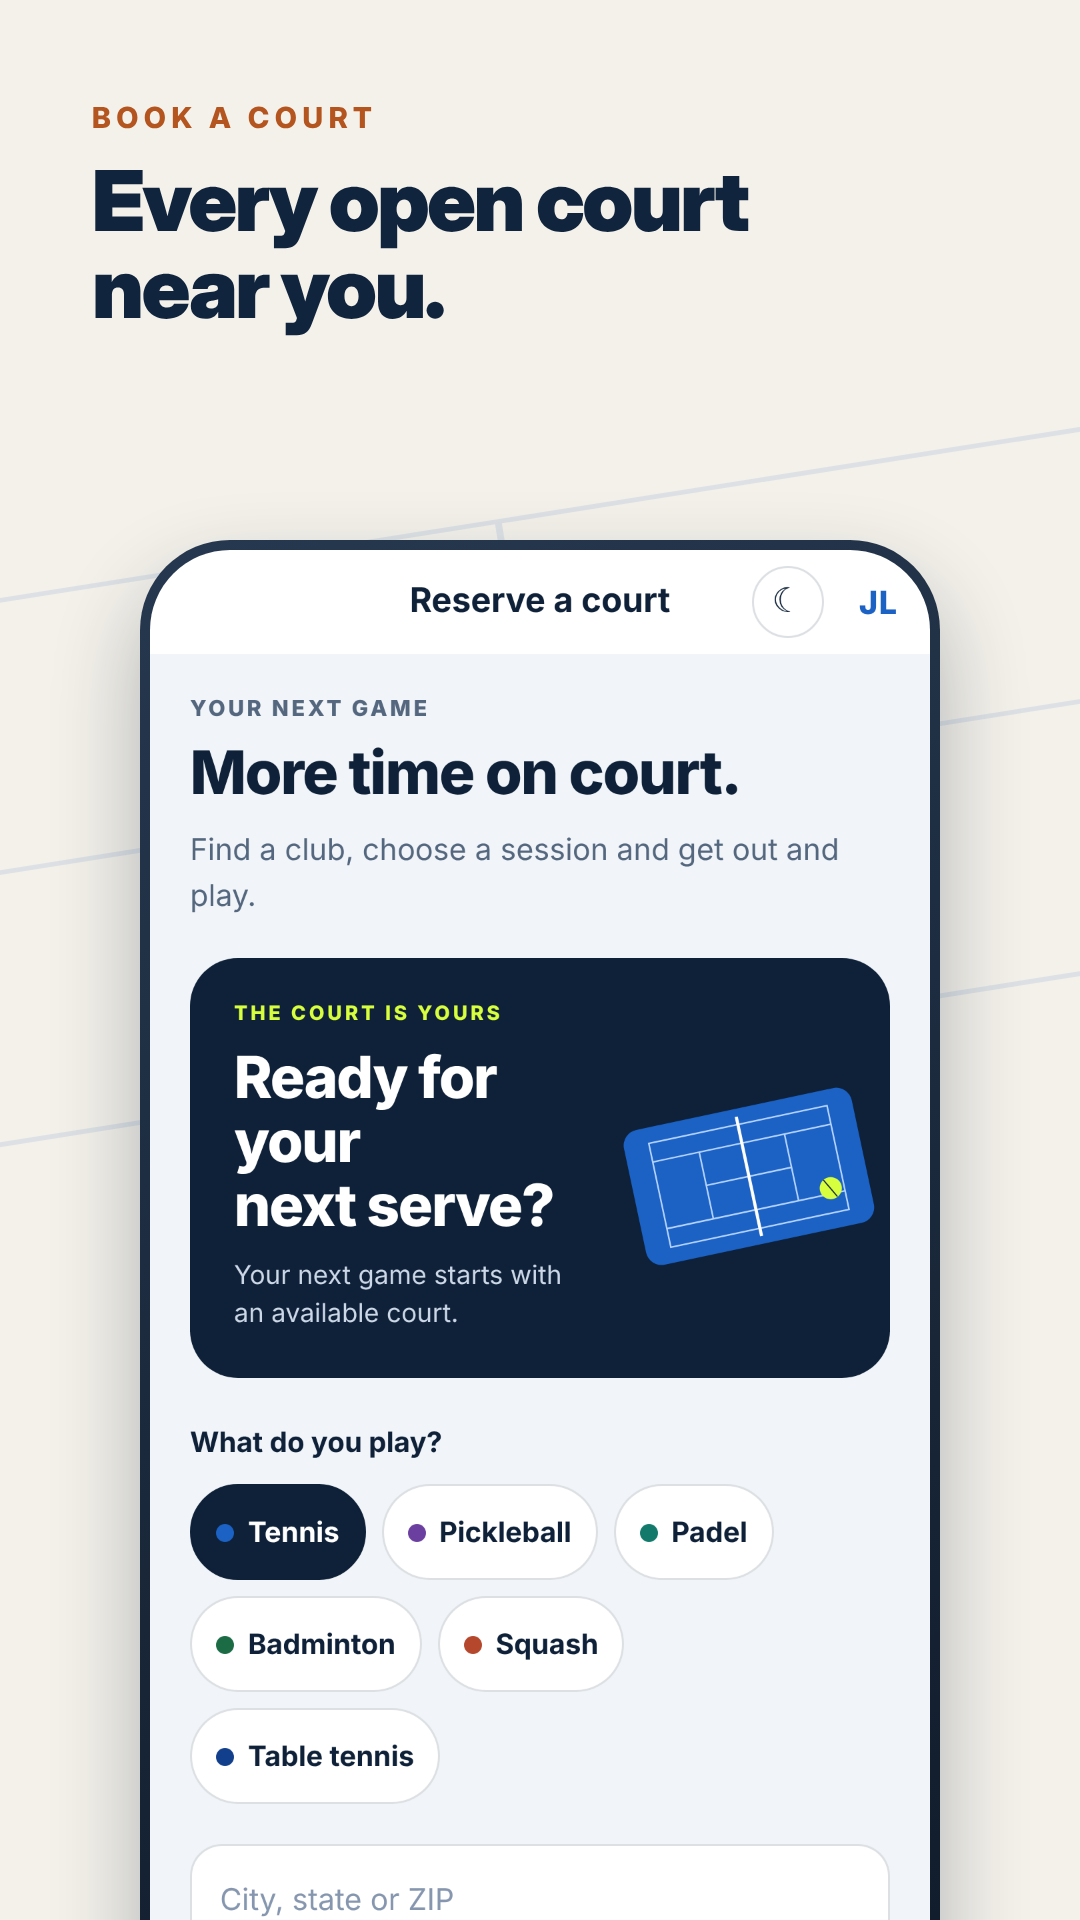 BOOK A COURT
Every open court
near you.
Reserve a court
JL
YOUR NEXT GAME
More time on court.
Find a club, choose a session and get out and
play.
THE COURT IS YOURS
Ready for
your
next serve?
Your next game starts with
an available court.
What do you play?
Tennis
Pickleball
Padel
Badminton
Squash
Table tennis
City, state or ZIP